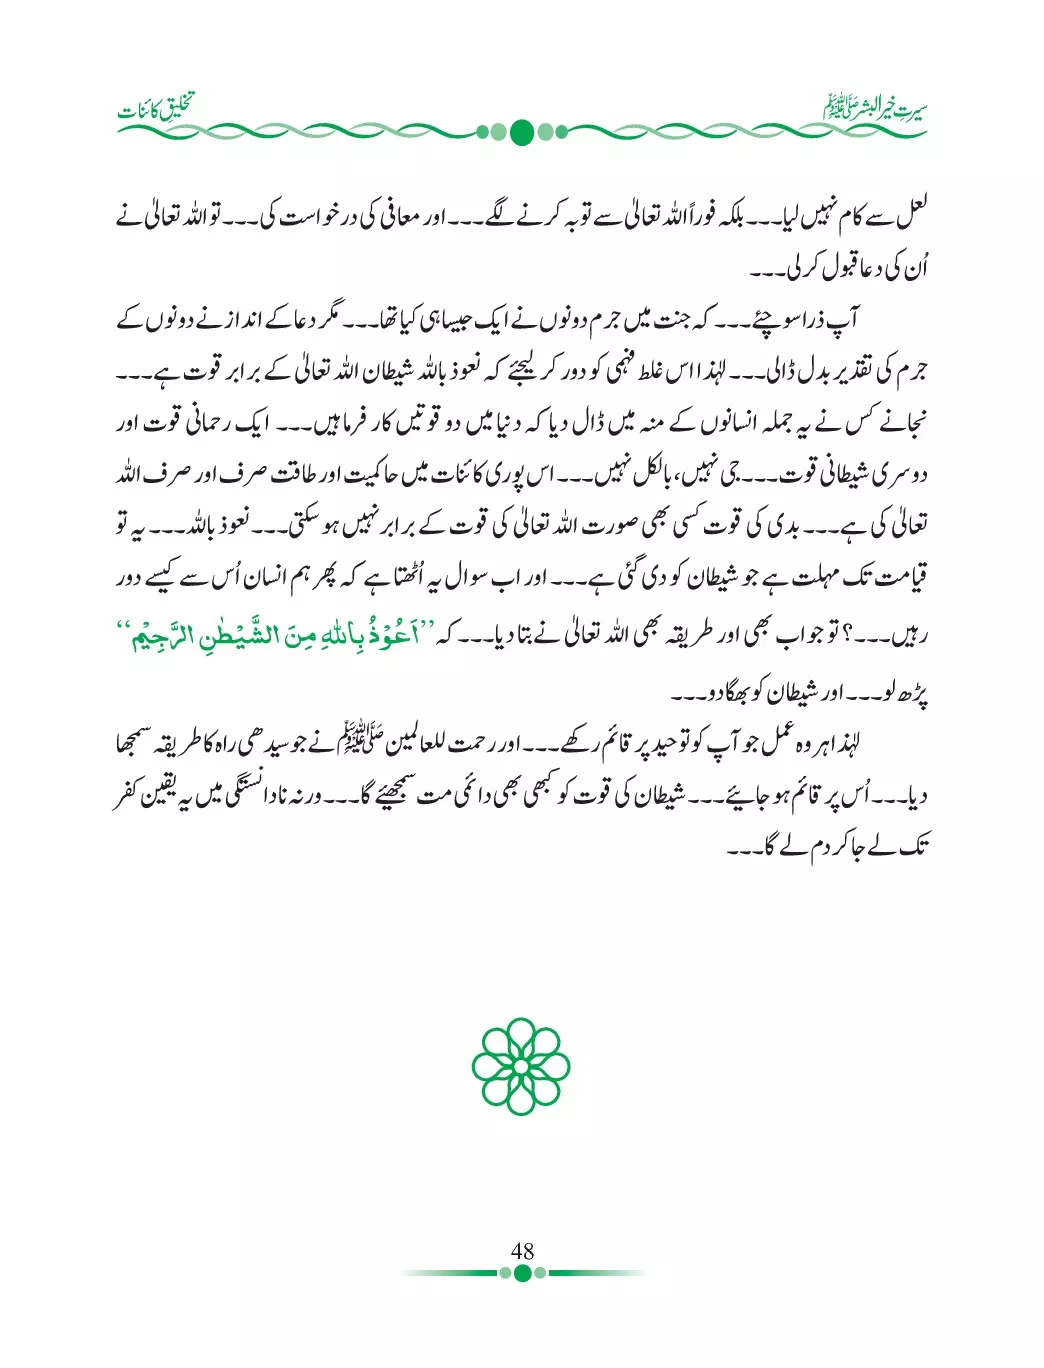 سیرتِ خیر البشر ﷺ
تخلیقِ کائنات
لعل سے کام نہیں لیا۔۔۔ بلکہ فوراً اللہ تعالیٰ سے توبہ کرنے لگے۔۔۔ اور معافی کی درخواست کی۔۔۔ تو اللہ تعالیٰ نے
اُن کی دعا قبول کر لی۔۔۔
آپ ذرا سوچئے۔۔۔ کہ جنت میں جرم دونوں نے ایک جیسا ہی کیا تھا۔۔۔ مگر دعا کے انداز نے دونوں کے
جرم کی تقدیر بدل ڈالی۔۔۔ لہٰذا اس غلط فہمی کو دور کر لیجئے کہ نعوذ باللہ شیطان اللہ تعالیٰ کے برابر قوت ہے۔۔۔
نجانے کس نے یہ جملہ انسانوں کے منہ میں ڈال دیا کہ دنیا میں دو قوتیں کار فرما ہیں۔۔۔ ایک رحمانی قوت اور
دوسری شیطانی قوت۔۔۔ جی نہیں، بالکل نہیں۔۔۔ اس پوری کائنات میں حاکمیت اور طاقت صرف اور صرف اللہ
تعالیٰ کی ہے۔۔۔ بدی کی قوت کسی بھی صورت اللہ تعالیٰ کی قوت کے برابر نہیں ہو سکتی۔۔۔ نعوذ باللہ۔۔۔ یہ تو
قیامت تک مہلت ہے جو شیطان کو دی گئی ہے۔۔۔ اور اب سوال یہ اُٹھتا ہے کہ پھر ہم انسان اُس سے کیسے دور
رہیں۔۔۔؟ تو جواب بھی اور طریقہ بھی اللہ تعالیٰ نے بتا دیا۔۔۔ کہ ’’اَعُوْذُ بِاللّٰهِ مِنَ الشَّيْطٰنِ الرَّجِيْمِ‘‘
پڑھ لو۔۔۔ اور شیطان کو بھگا دو۔۔۔
لہٰذا ہر وہ عمل جو آپ کو توحید پر قائم رکھے۔۔۔ اور رحمت للعالمین ﷺ نے جو سیدھی راہ کا طریقہ سمجھا
دیا۔۔۔ اُس پر قائم ہو جائیے۔۔۔ شیطان کی قوت کو کبھی بھی دائمی مت سمجھیئے گا۔۔۔ ورنہ نادانستگی میں یہ یقین کفر
تک لے جا کر دم لے گا۔۔۔
48